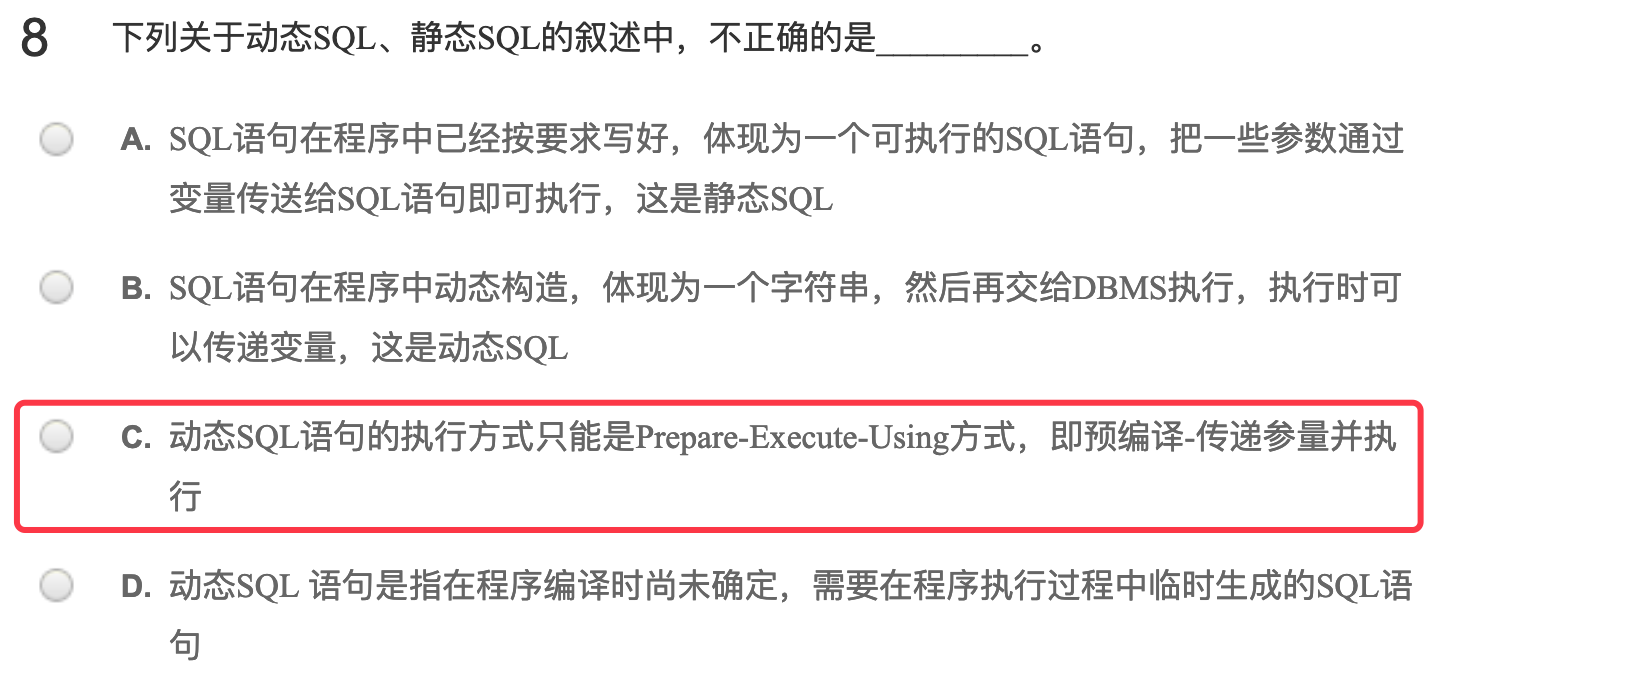 8 下列关于动态SQL、静态SQL的叙述中，不正确的是_________。
A. SQL语句在程序中已经按要求写好，体现为一个可执行的SQL语句，把一些参数通过
变量传送给SQL语句即可执行，这是静态SQL
B. SQL语句在程序中动态构造，体现为一个字符串，然后再交给DBMS执行，执行时可
以传递变量，这是动态SQL
C. 动态SQL语句的执行方式只能是Prepare-Execute-Using方式，即预编译-传递参量并执
行
D. 动态SQL 语句是指在程序编译时尚未确定，需要在程序执行过程中临时生成的SQL语
句